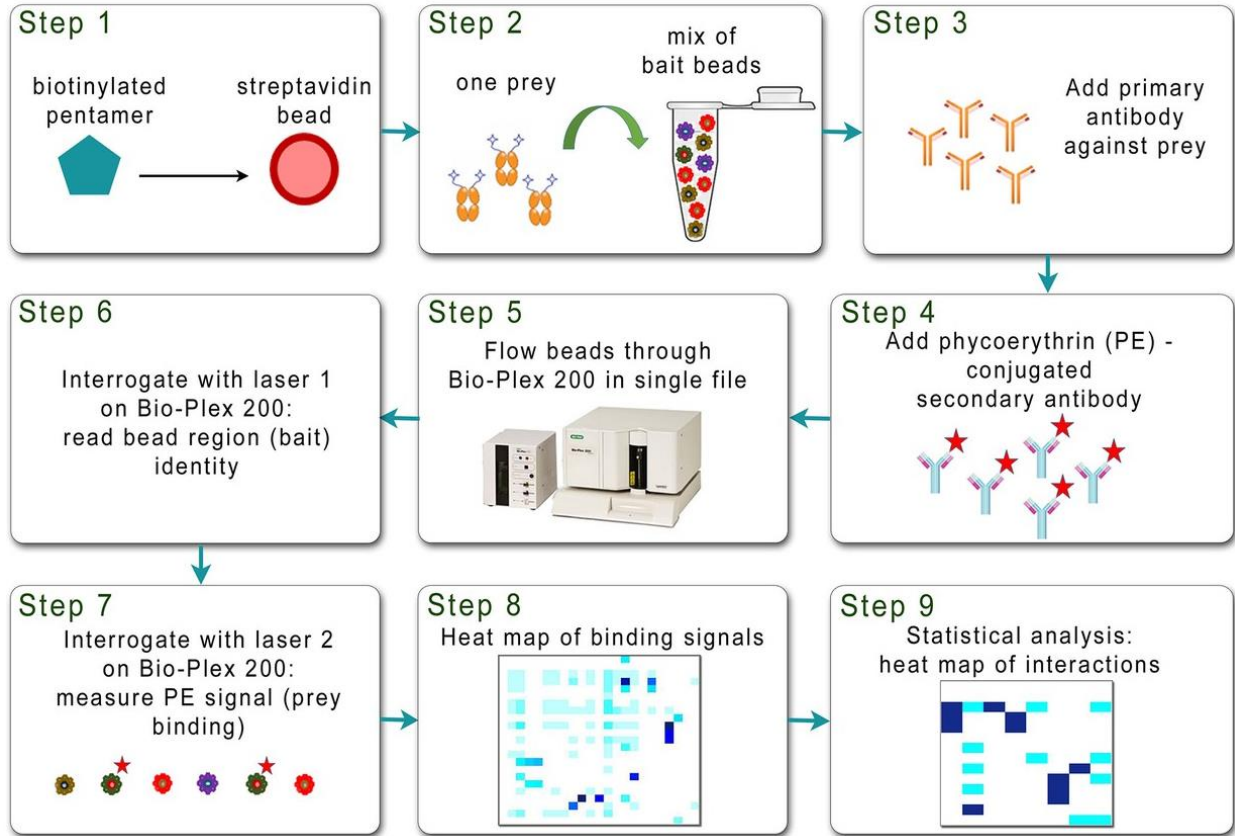 Step 1
biotinylated
pentamer
streptavidin
bead
Step 2
one prey
mix of
bait beads
Step 3
Add primary
antibody
against prey
Step 4
Add phycoerythrin (PE) -
conjugated
secondary antibody
Step 5
Flow beads through
Bio-Plex 200 in single file
Step 6
Interrogate with laser 1
on Bio-Plex 200:
read bead region (bait)
identity
Step 7
Interrogate with laser 2
on Bio-Plex 200:
measure PE signal (prey
binding)
Step 8
Heat map of binding signals
Step 9
Statistical analysis:
heat map of interactions